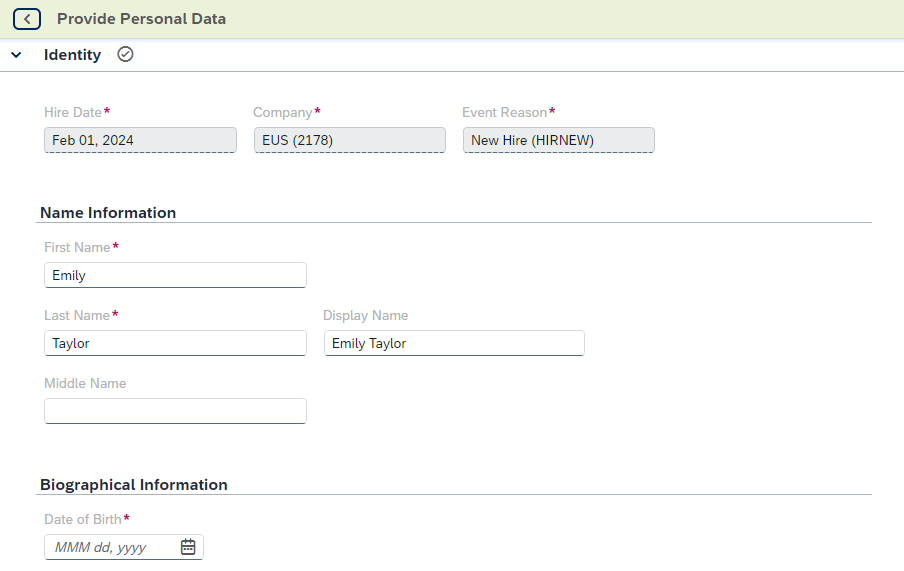 Provide Personal Data
Identity
Hire Date* Company* Event Reason*
Feb 01, 2024 EUS (2178) New Hire (HIRNEW)
Name Information
First Name*
Emily
Last Name* Display Name
Taylor Emily Taylor
Middle Name
Biographical Information
Date of Birth*
MMM dd, yyyy